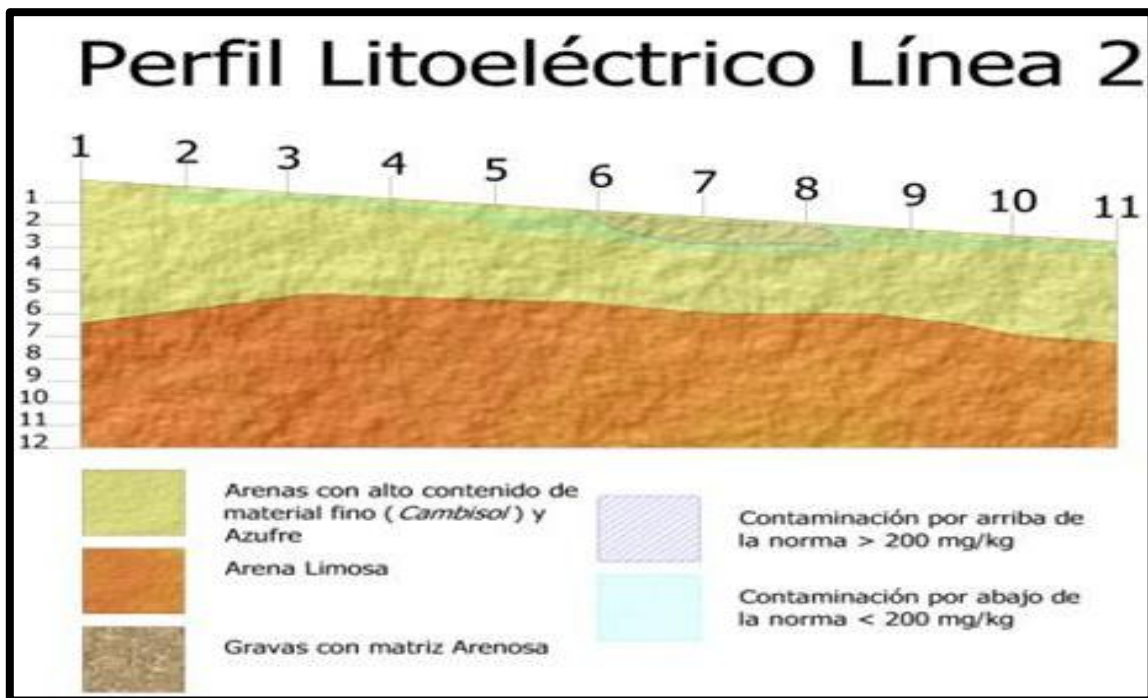 Perfil Litoeléctrico Línea 2
1 2 3 4 5 6 7 8 9 10 11
1
2
3
4
5
6
7
8
9
10
11
12
Arenas con alto contenido de
material fino (Cambisol) y
Azufre
Arena Limosa
Gravas con matriz Arenosa
Contaminación por arriba de
la norma > 200 mg/kg
Contaminación por abajo de
la norma < 200 mg/kg